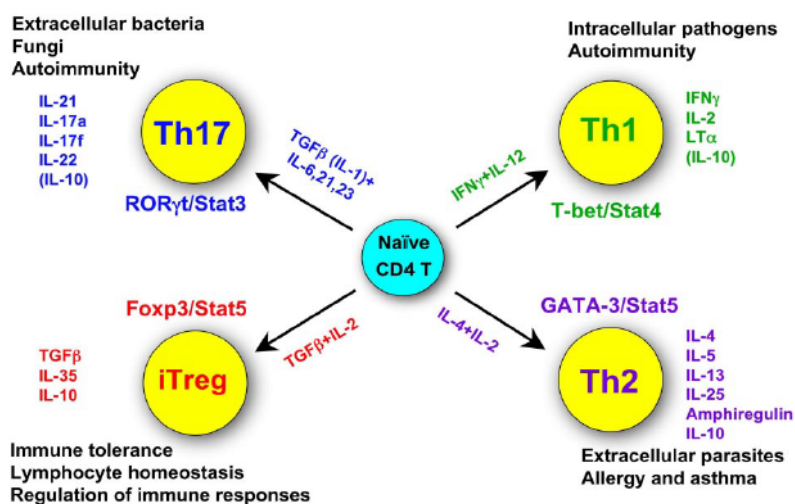 Extracellular bacteria
Fungi
Autoimmunity
IL-21
IL-17a
IL-17f
IL-22
(IL-10)
Th17
RORγt/Stat3
TGFβ (IL-1)+
IL-6,21,23
Intracellular pathogens
Autoimmunity
IFNγ
IL-2
LTα
(IL-10)
Th1
T-bet/Stat4
IFNγ+IL-12
Naïve
CD4 T
Foxp3/Stat5
TGFβ+IL-2
TGFβ
IL-35
IL-10
iTreg
Immune tolerance
Lymphocyte homeostasis
Regulation of immune responses
GATA-3/Stat5
IL-4+IL-2
Th2
IL-4
IL-5
IL-13
IL-25
Amphiregulin
IL-10
Extracellular parasites
Allergy and asthma